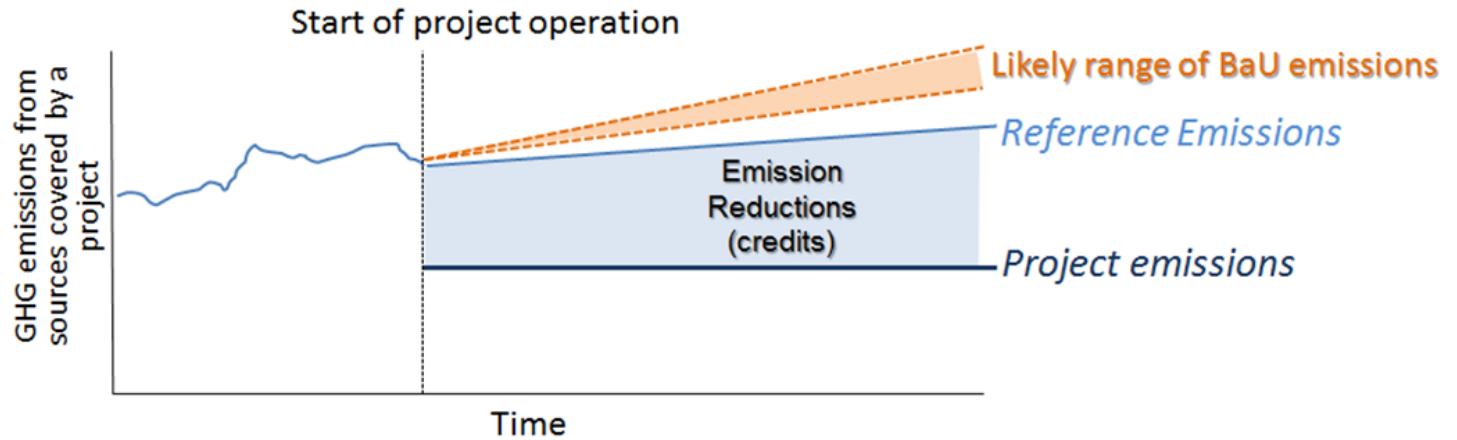 Start of project operation
GHG emissions from
sources covered by a
project
Likely range of BaU emissions
Reference Emissions
Emission
Reductions
(credits)
Project emissions
Time